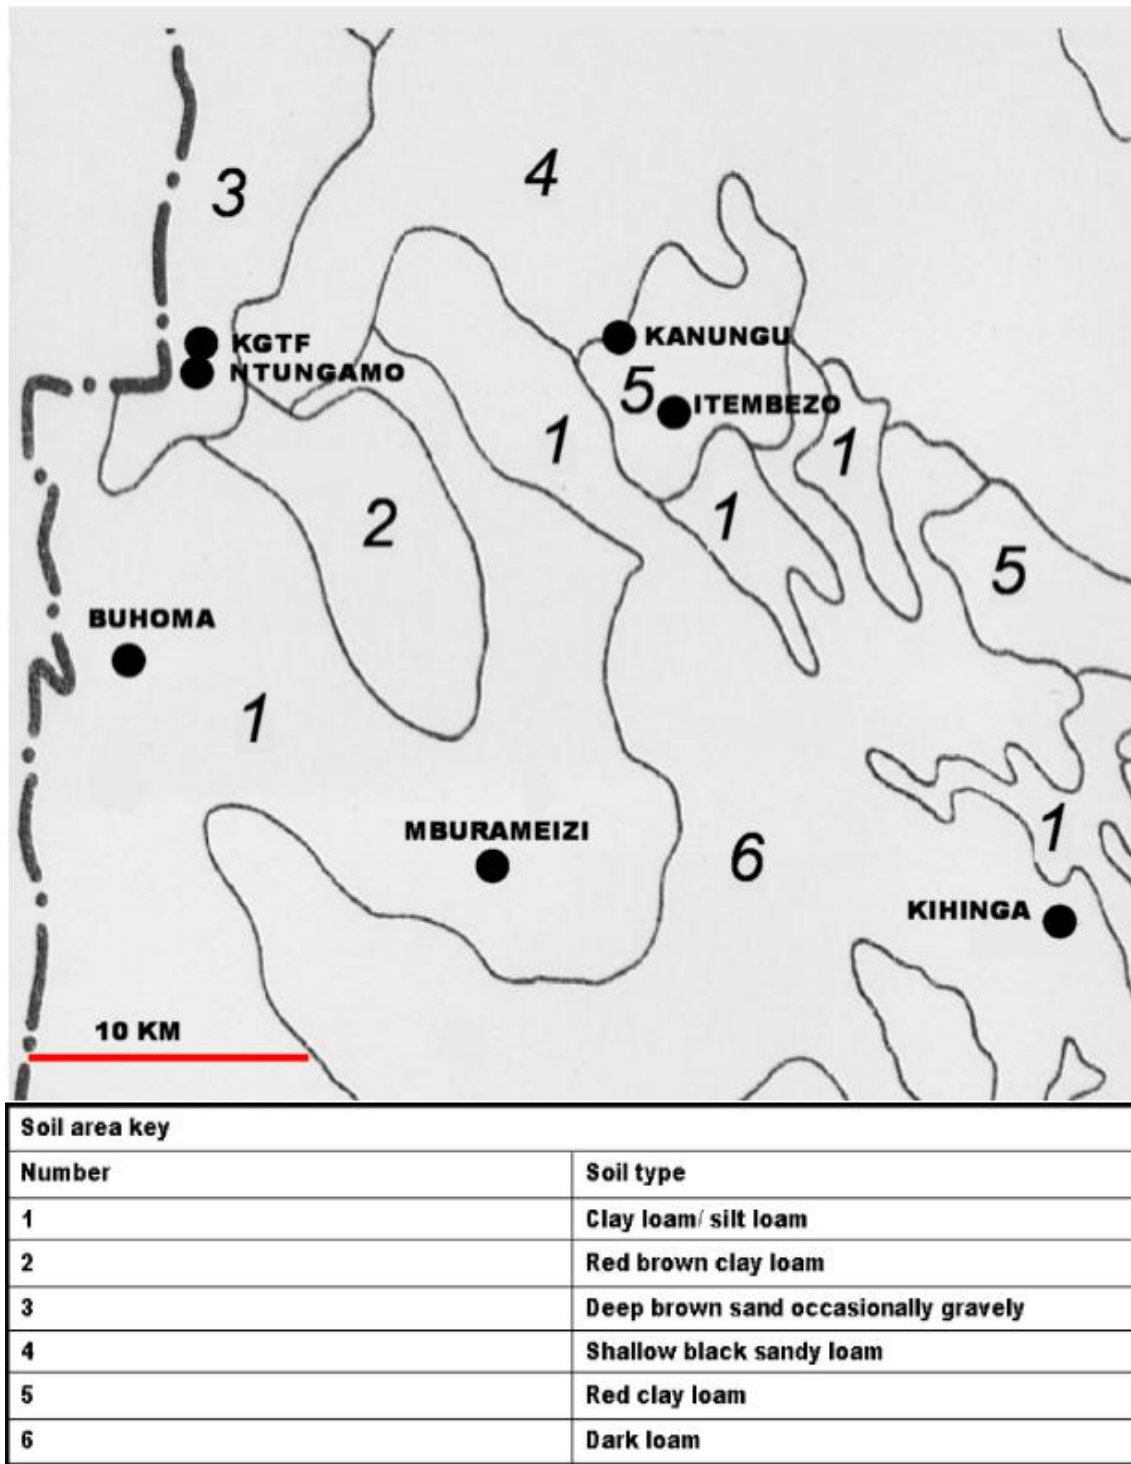 3
4
KGTF
KANUNGU
NTUNGAMO
5
ITEMBEZO
1
1
1
2
5
BUHOMA
1
MBURAMEIZI
1
6
KIHINGA
10 KM
Soil area key
Number Soil type
1 Clay loam/ silt loam
2 Red brown clay loam
3 Deep brown sand occasionally gravely
4 Shallow black sandy loam
5 Red clay loam
6 Dark loam